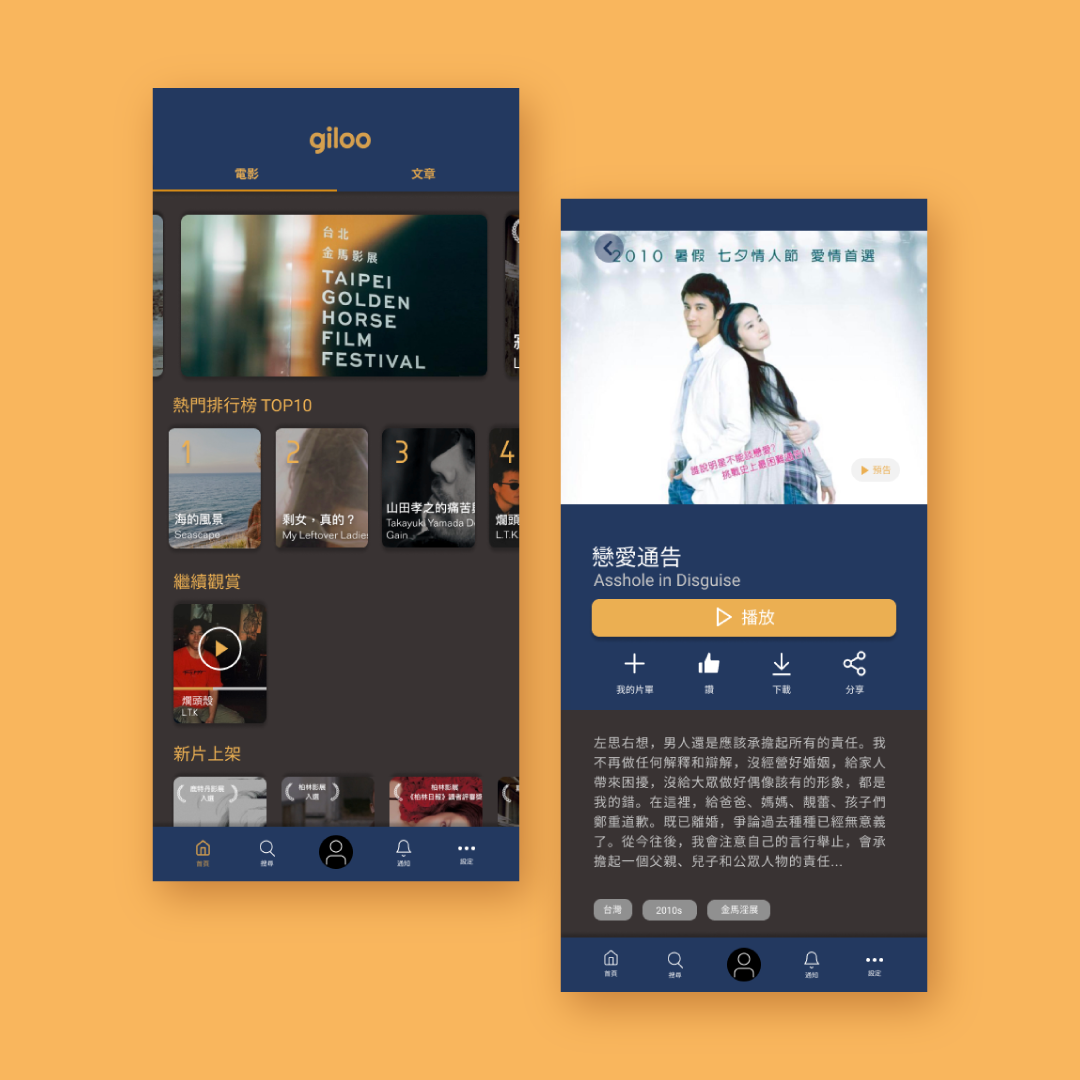 giloo
電影
文章
台北
金馬影展
TAIPEI
GOLDEN
HORSE
FILM
FESTIVAL
熱門排行榜 TOP10
1
海的風景
Seascape
2
剩女，真的？
My Leftover Ladies
3
山田孝之的痛苦
Takayuki Yamada Do
Gain
4
爛頭
L.T.K
繼續觀賞
爛頭殼
L.T.K
新片上架
入選
柏林影展
入選
柏林影展
《柏林日報》讀者評審獎
首頁
搜尋
通知
設定
2010 暑假 七夕情人節 愛情首選
誰說明星不能談戀愛?
挑戰史上最困難
預告
戀愛通告
Asshole in Disguise
播放
我的片單
讚
下載
分享
左思右想，男人還是應該承擔起所有的責任。我
不再做任何解釋和辯解，沒經營好婚姻，給家人
帶來困擾，沒給大眾做好偶像該有的形象，都是
我的錯。在這裡，給爸爸、媽媽、靚蕾、孩子們
鄭重道歉。既已離婚，爭論過去種種已經無意義
了。從今往後，我會注意自己的言行舉止，會承
擔起一個父親、兒子和公眾人物的責任...
台灣
2010s
金馬淫展
首頁
搜尋
通知
設定